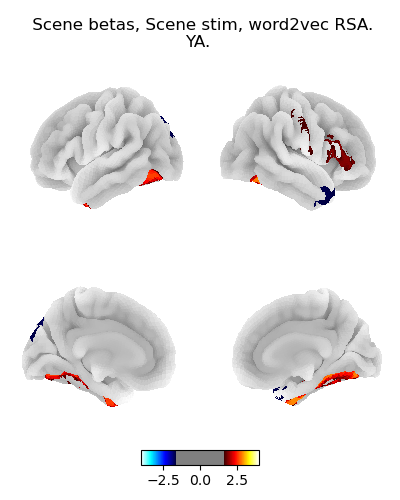 Scene betas, Scene stim, word2vec RSA.
YA.
−2.5 0.0 2.5